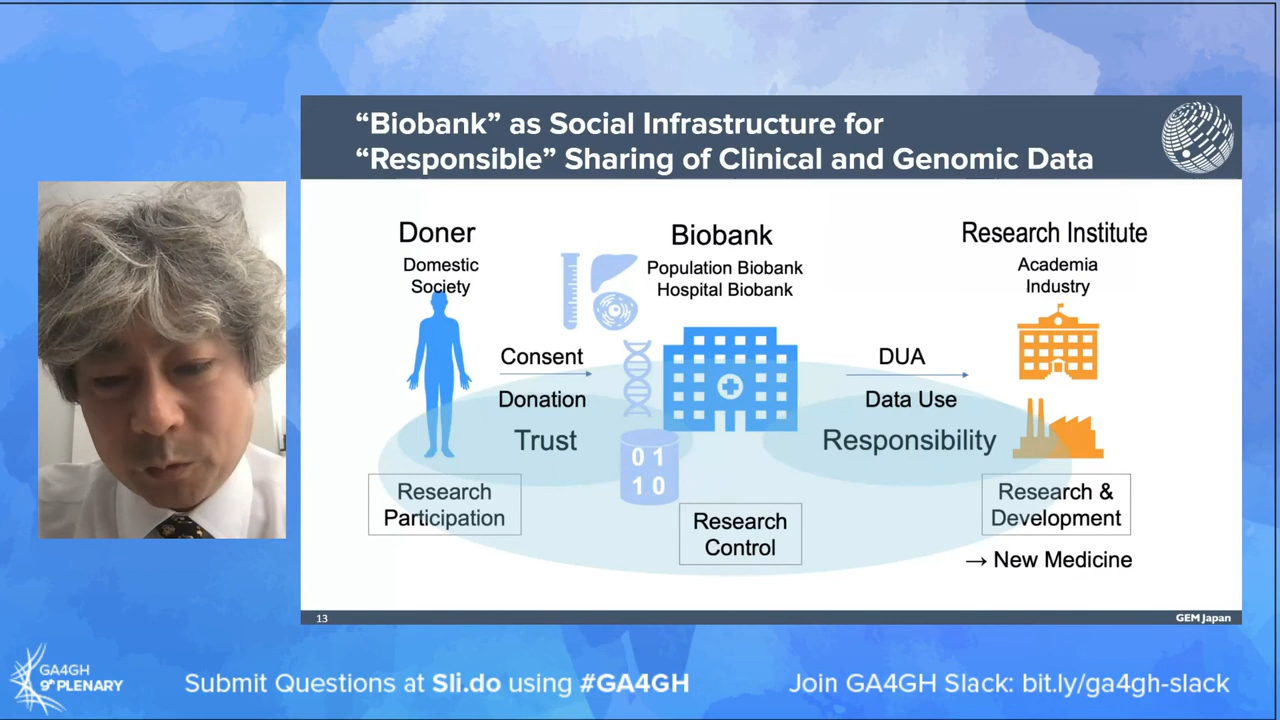 “Biobank” as Social Infrastructure for
“Responsible” Sharing of Clinical and Genomic Data
Doner
Domestic
Society
Biobank
Population Biobank
Hospital Biobank
Research Institute
Academia
Industry
Consent
Donation
Trust
DUA
Data Use
Responsibility
0 1
1 0
Research
Participation
Research
Control
Research &
Development
→ New Medicine
13
GEM Japan
GA4GH
9th PLENARY
Submit Questions at Sli.do using #GA4GH
Join GA4GH Slack: bit.ly/ga4gh-slack